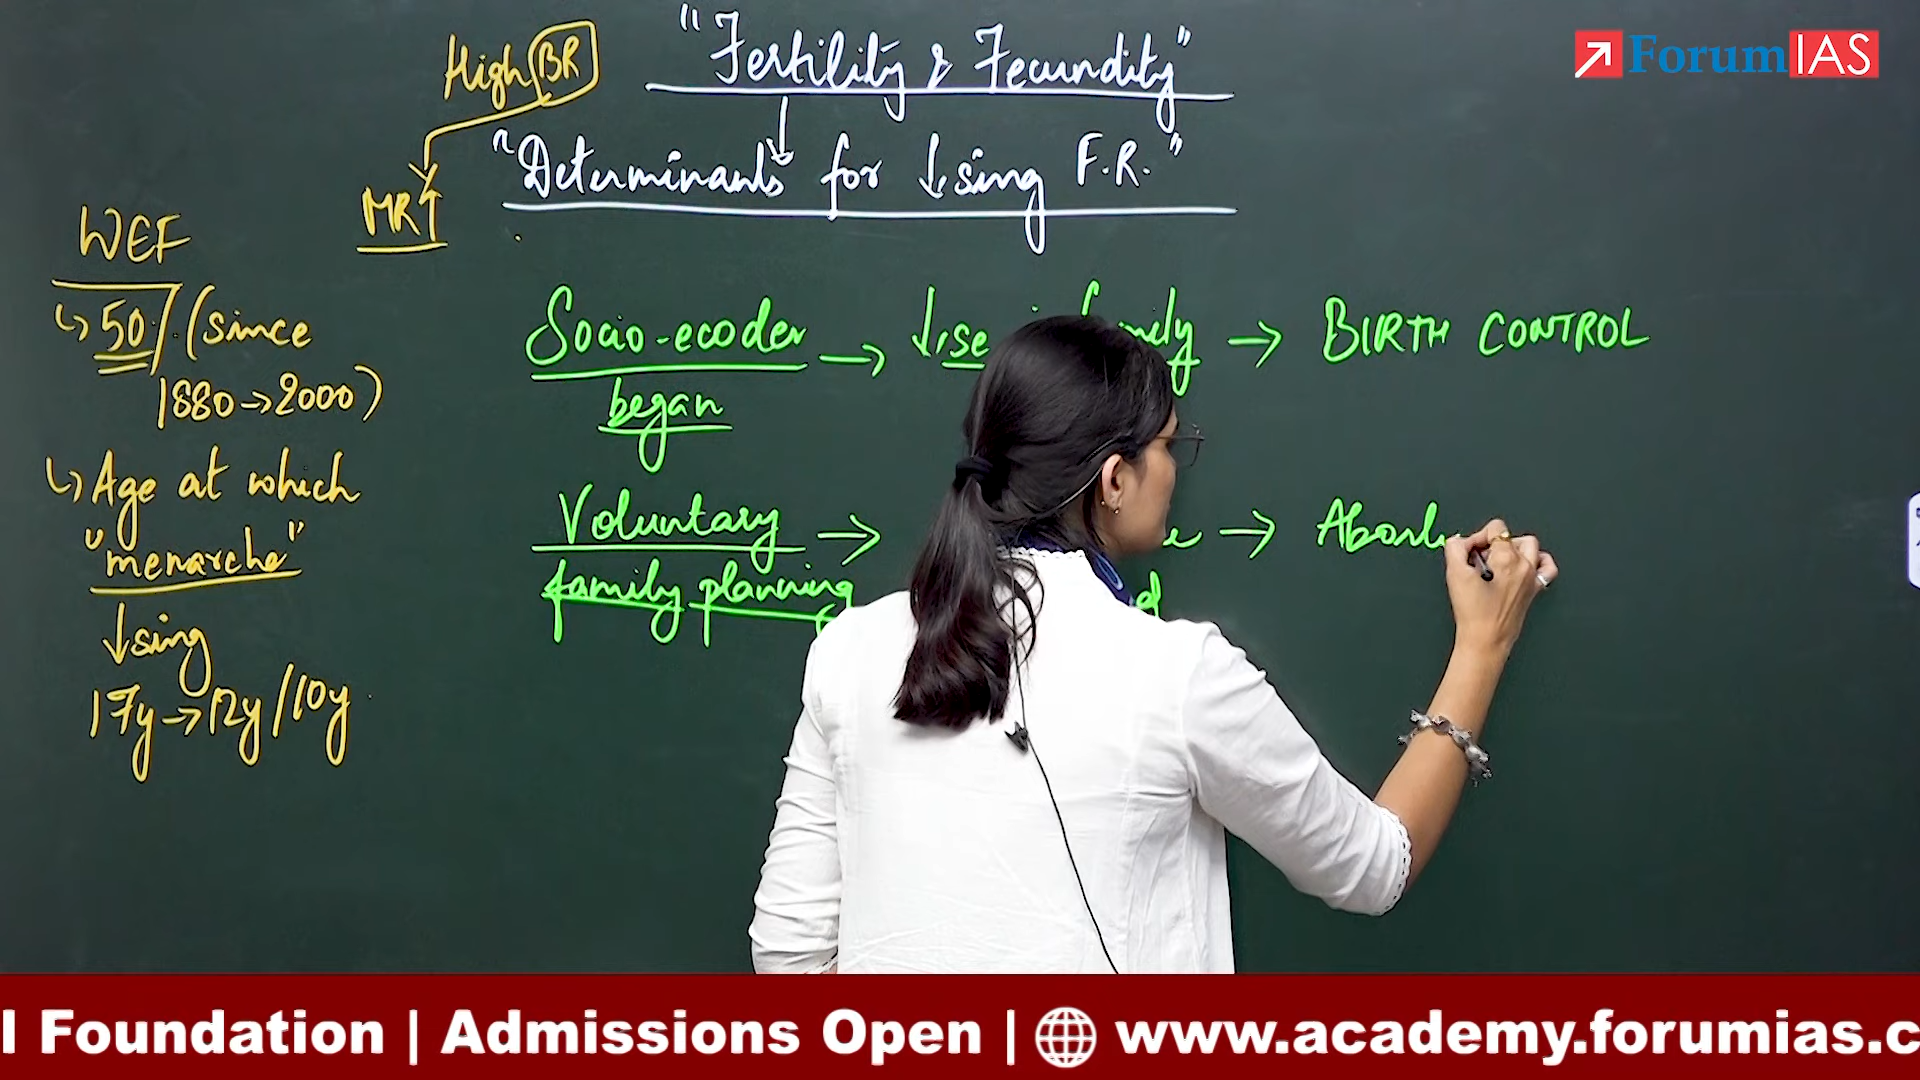 "Fertility & Fecundity"
High BR
"Determinants for ↓sing F.R."
MR↑
WEF
↳ 50% (since
1880→2000)
↳ Age at which
"menarche"
↓sing
17y→12y/10y
Socio-ecoder → ↓se family → BIRTH CONTROL
began
Voluntary → →
family planning
ForumIAS
Foundation | Admissions Open | www.academy.forumias.c